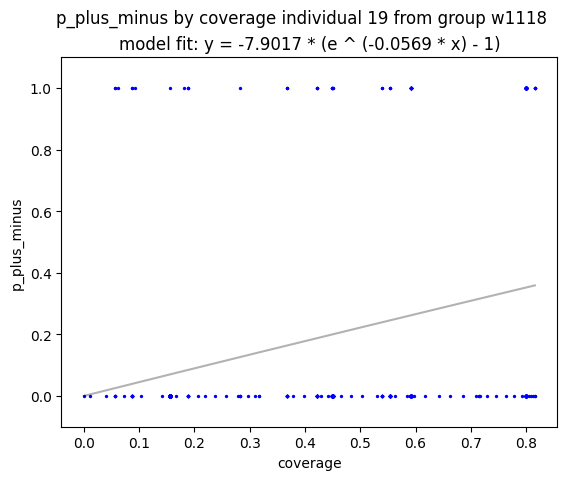 p_plus_minus by coverage individual 19 from group w1118
model fit: y = -7.9017 * (e ^ (-0.0569 * x) - 1)
1.0
0.8
0.6
0.4
0.2
0.0
p_plus_minus
0.0 0.1 0.2 0.3 0.4 0.5 0.6 0.7 0.8
coverage